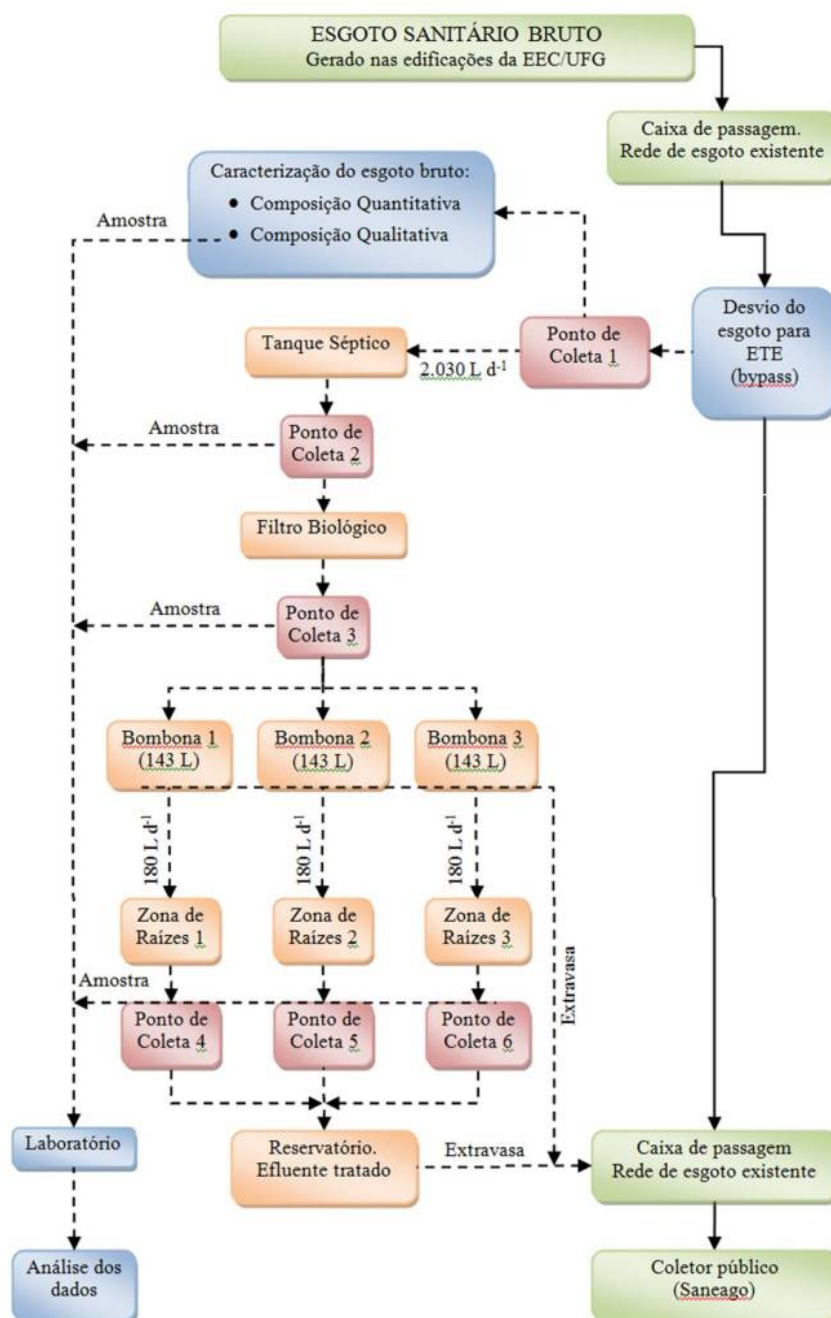 ESGOTO SANITÁRIO BRUTO
Gerado nas edificações da EEC/UFG
Caixa de passagem.
Rede de esgoto existente
Caracterização do esgoto bruto:
• Composição Quantitativa
• Composição Qualitativa
Amostra
Desvio do
esgoto para
ETE
(bypass)
Ponto de
Coleta 1
2.030 L d⁻¹
Tanque Séptico
Ponto de
Coleta 2
Amostra
Filtro Biológico
Ponto de
Coleta 3
Amostra
Bombona 1
(143 L)
Bombona 2
(143 L)
Bombona 3
(143 L)
180 L d⁻¹
180 L d⁻¹
180 L d⁻¹
Zona de
Raízes 1
Zona de
Raízes 2
Zona de
Raízes 3
Extravasa
Amostra
Ponto de
Coleta 4
Ponto de
Coleta 5
Ponto de
Coleta 6
Laboratório
Reservatório.
Efluente tratado
Extravasa
Caixa de passagem
Rede de esgoto existente
Análise dos
dados
Coletor público
(Saneago)